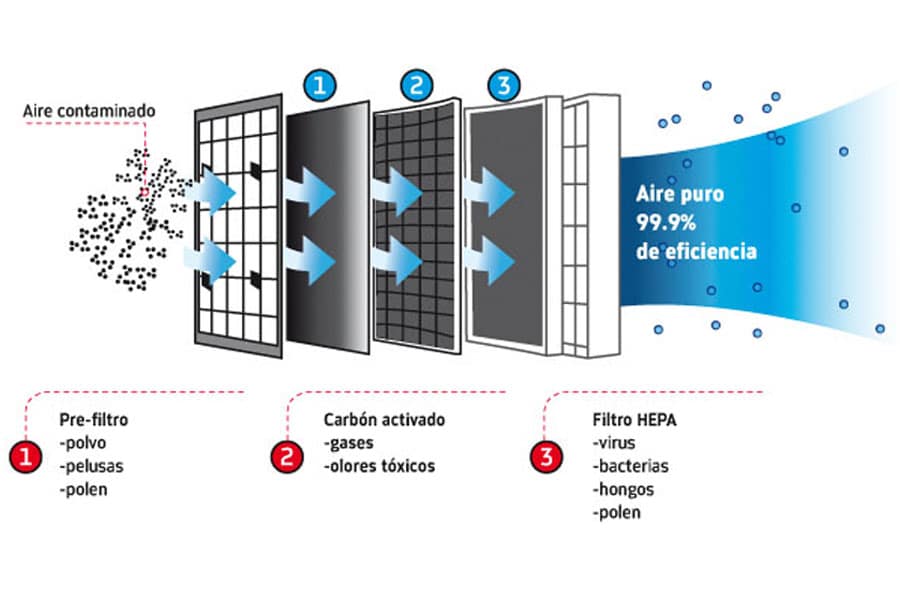 1
2
3
Aire contaminado
Aire puro
99.9%
de eficiencia
1
Pre-filtro
-polvo
-pelusas
-polen
2
Carbón activado
-gases
-olores tóxicos
3
Filtro HEPA
-virus
-bacterias
-hongos
-polen